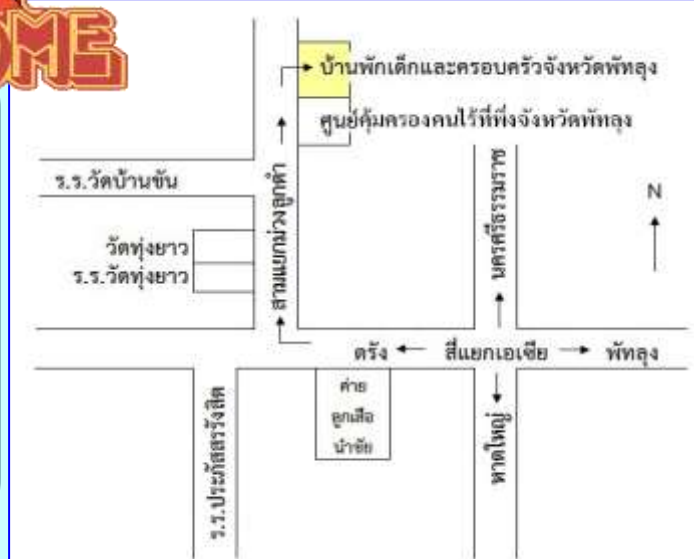 OME
บ้านพักเด็กและครอบครัวจังหวัดพัทลุง
ศูนย์คุ้มครองคนไร้ที่พึ่งจังหวัดพัทลุง
ร.ร.วัดบ้านขัน
สามแยกม่วงลูกดำ
นครศรีธรรมราช
N
วัดทุ่งยาว
ร.ร.วัดทุ่งยาว
ตรัง
สี่แยกเอเชีย
พัทลุง
ค่าย
ลูกเสือ
นำชัย
ร.ร.ประภัสสรรังสิต
หาดใหญ่